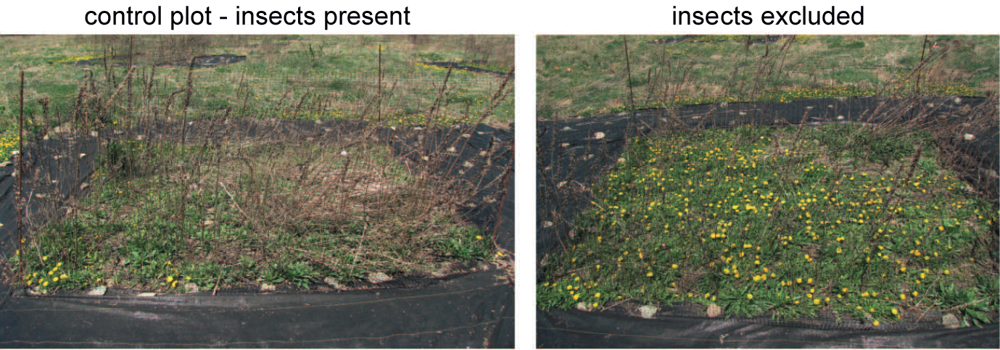 control plot - insects present
insects excluded